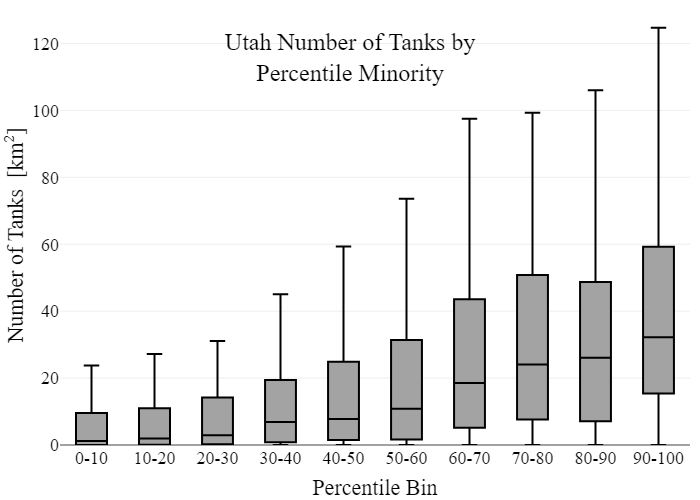 Utah Number of Tanks by
Percentile Minority
Number of Tanks [km²]
120
100
80
60
40
20
0
0-10 10-20 20-30 30-40 40-50 50-60 60-70 70-80 80-90 90-100
Percentile Bin